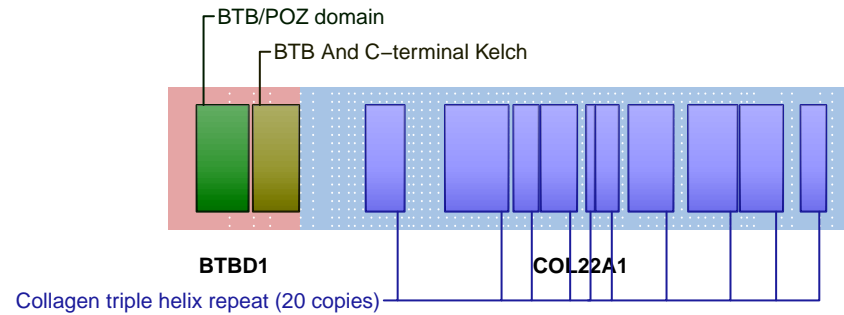 BTB/POZ domain
BTB And C−terminal Kelch
BTBD1 COL22A1
Collagen triple helix repeat (20 copies)